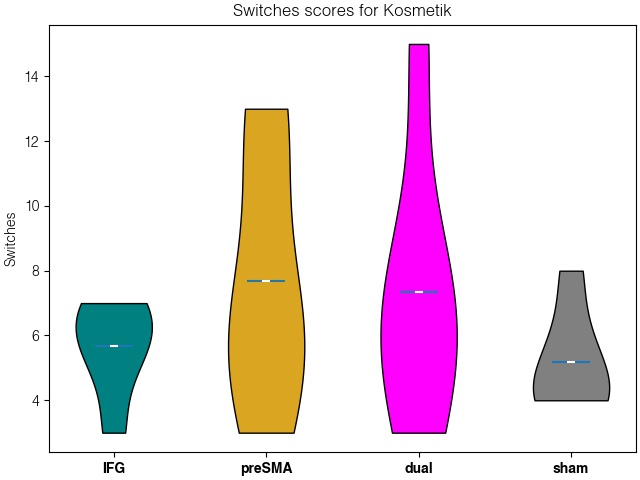 Switches scores for Kosmetik
Switches
14
12
10
8
6
4
IFG
preSMA
dual
sham